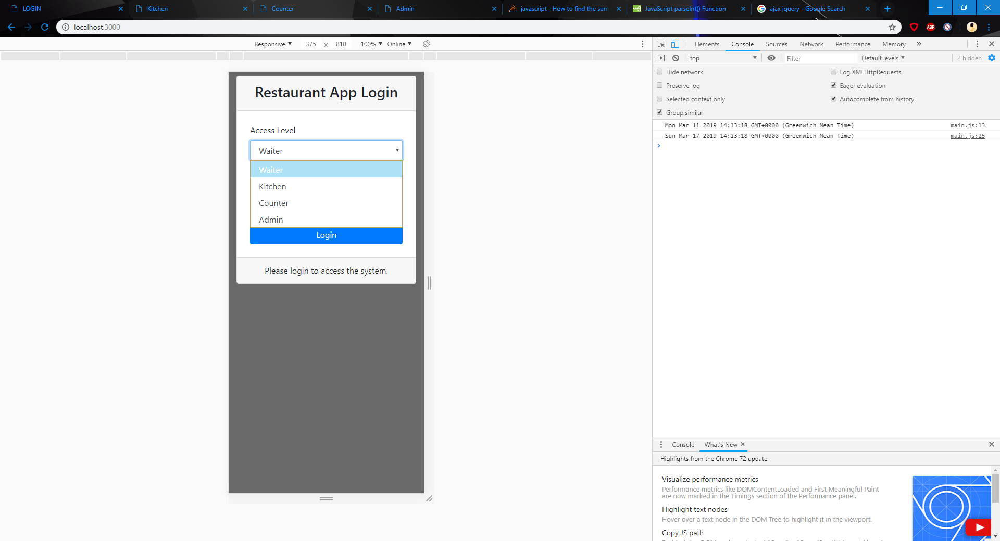 LOGIN
Kitchen
Counter
Admin
javascript - How to find the sum
JavaScript parseInt() Function
ajax jquery - Google Search
localhost:3000
ABP
Responsive 375 x 810 100% Online
Elements Console Sources Network Performance Memory
top Filter Default levels 2 hidden
Hide network Log XMLHttpRequests
Preserve log Eager evaluation
Selected context only Autocomplete from history
Group similar
Mon Mar 11 2019 14:13:18 GMT+0000 (Greenwich Mean Time) main.js:13
Sun Mar 17 2019 14:13:18 GMT+0000 (Greenwich Mean Time) main.js:25
Restaurant App Login
Access Level
Waiter
Waiter
Kitchen
Counter
Admin
Login
Please login to access the system.
Console What's New
Highlights from the Chrome 72 update
Visualize performance metrics
Performance metrics like DOMContentLoaded and First Meaningful Paint
are now marked in the Timings section of the Performance panel.
Highlight text nodes
Hover over a text node in the DOM Tree to highlight it in the viewport.
Copy JS path